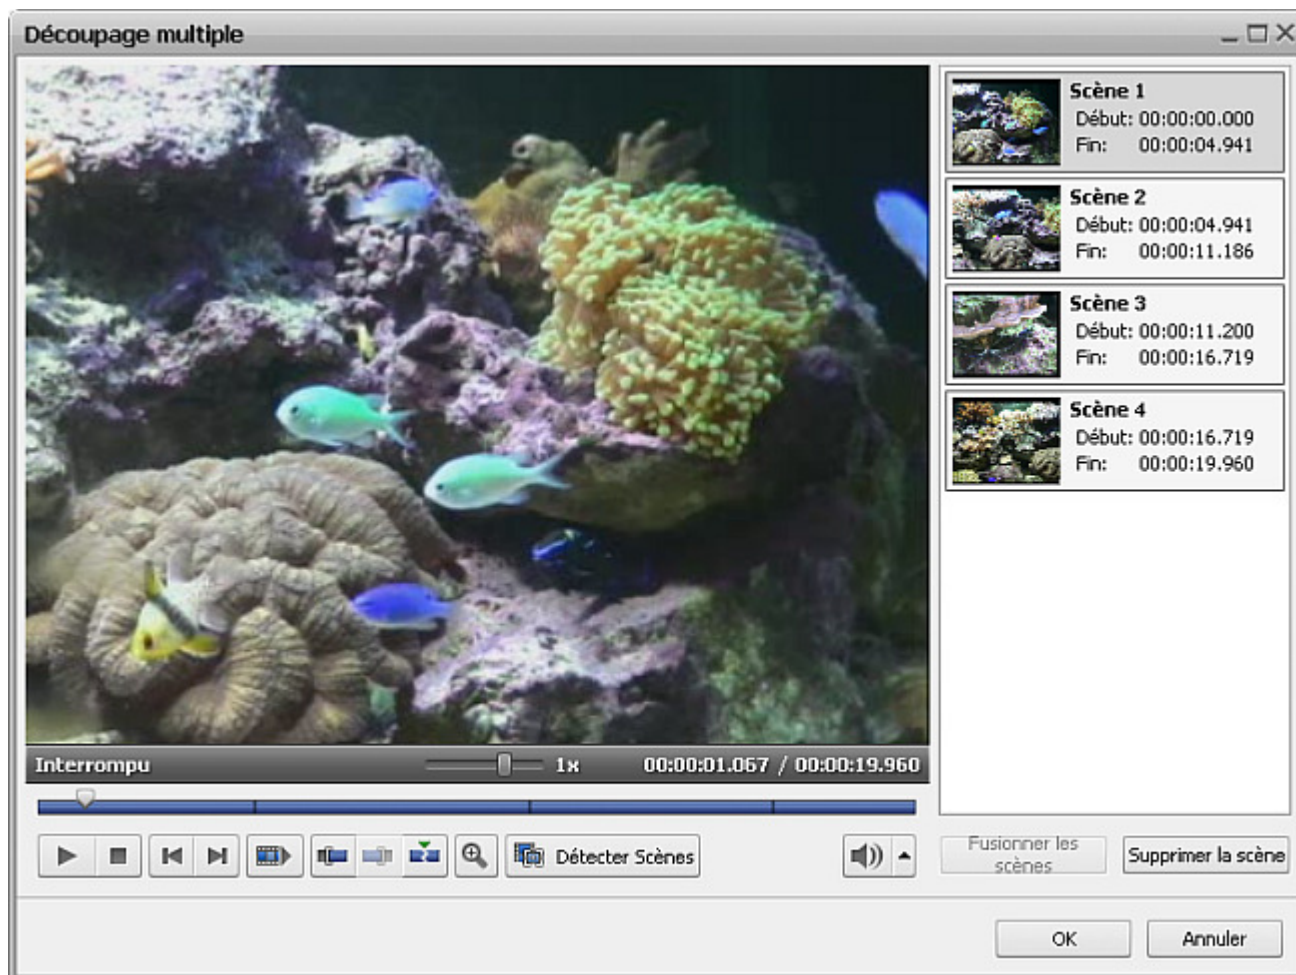 Découpage multiple
Scène 1
Début: 00:00:00.000
Fin: 00:00:04.941
Scène 2
Début: 00:00:04.941
Fin: 00:00:11.186
Scène 3
Début: 00:00:11.200
Fin: 00:00:16.719
Scène 4
Début: 00:00:16.719
Fin: 00:00:19.960
Interrompu 1x 00:00:01.067 / 00:00:19.960
Détecter Scènes
Fusionner les
scènes
Supprimer la scène
OK Annuler